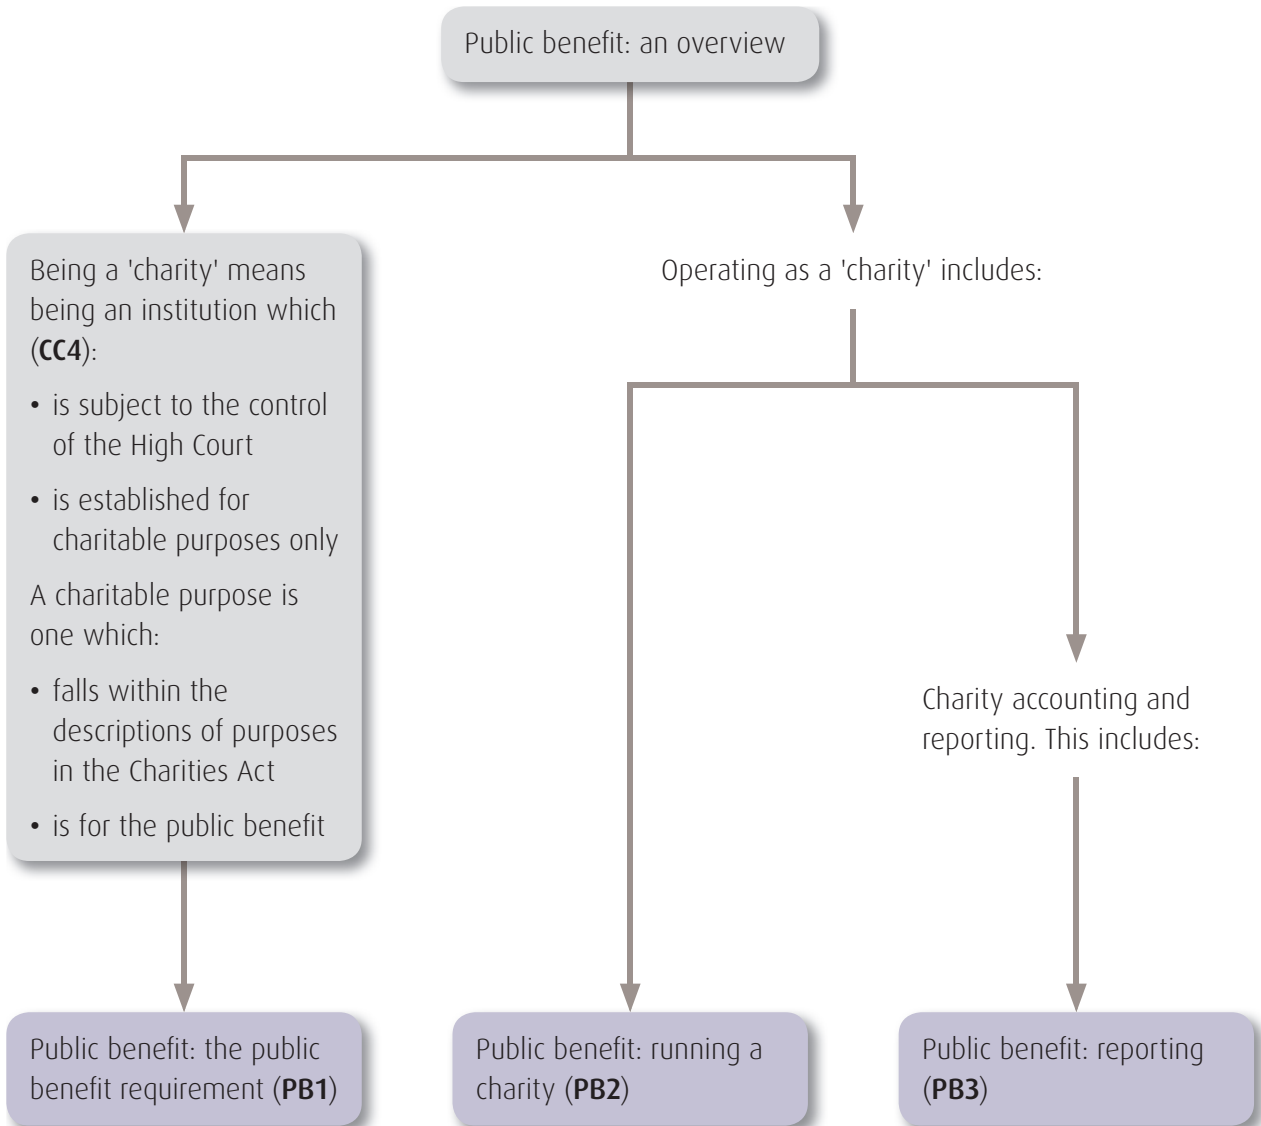 Public benefit: an overview
Being a 'charity' means
being an institution which
(CC4):
• is subject to the control
of the High Court
• is established for
charitable purposes only
A charitable purpose is
one which:
• falls within the
descriptions of purposes
in the Charities Act
• is for the public benefit
Operating as a 'charity' includes:
Charity accounting and
reporting. This includes:
Public benefit: the public
benefit requirement (PB1)
Public benefit: running a
charity (PB2)
Public benefit: reporting
(PB3)